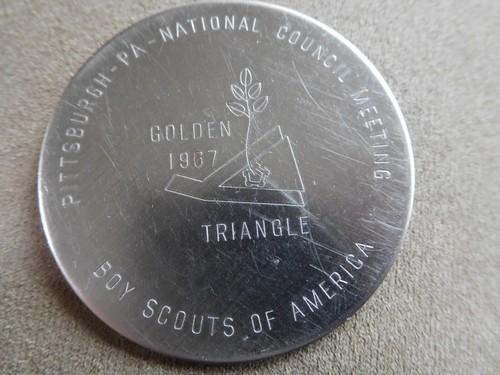 PITTSBURGH-PA-NATIONAL COUNCIL MEETING
GOLDEN
1967
TRIANGLE
BOY SCOUTS OF AMERICA